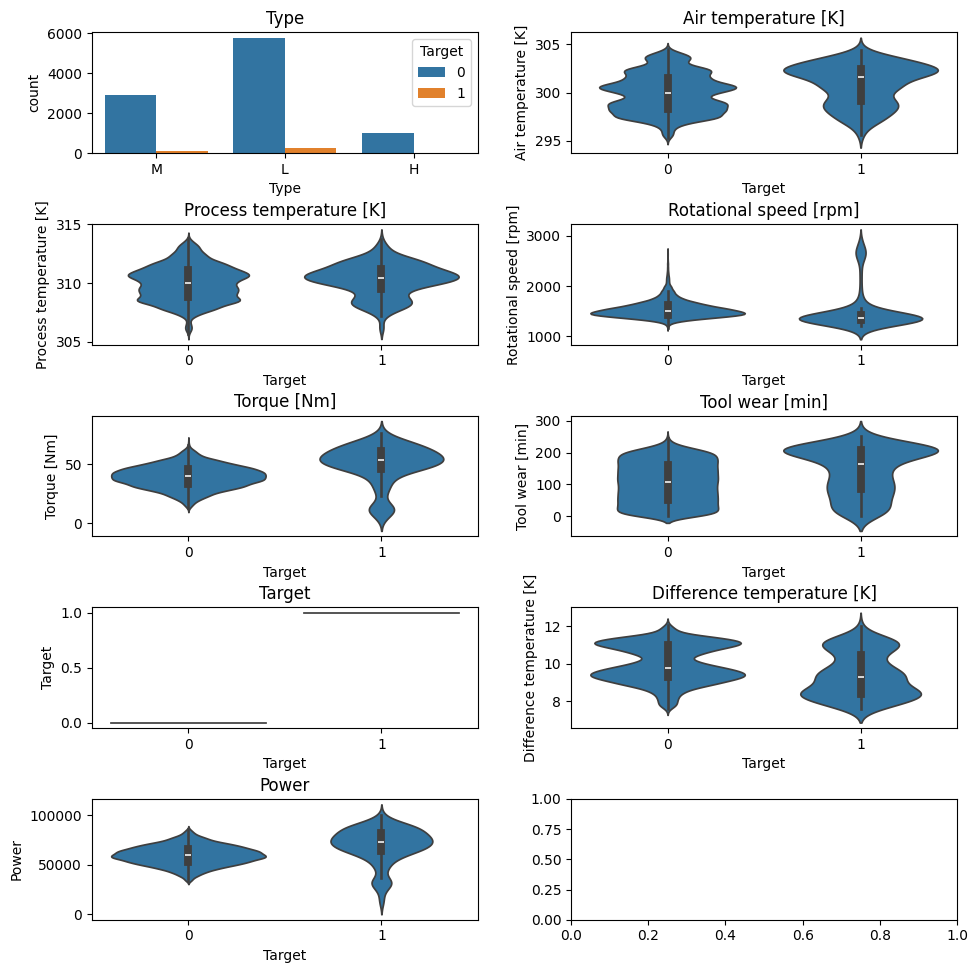 Type
count
6000
4000
2000
0
Target
0
1
M
L
H
Type
Air temperature [K]
Air temperature [K]
305
300
295
0
1
Target
Process temperature [K]
Process temperature [K]
315
310
305
0
1
Target
Rotational speed [rpm]
Rotational speed [rpm]
3000
2000
1000
0
1
Target
Torque [Nm]
Torque [Nm]
50
0
0
1
Target
Tool wear [min]
Tool wear [min]
300
200
100
0
0
1
Target
Target
Target
1.0
0.5
0.0
0
1
Target
Difference temperature [K]
Difference temperature [K]
12
10
8
0
1
Target
Power
Power
100000
50000
0
0
1
Target
1.00
0.75
0.50
0.25
0.00
0.0
0.2
0.4
0.6
0.8
1.0